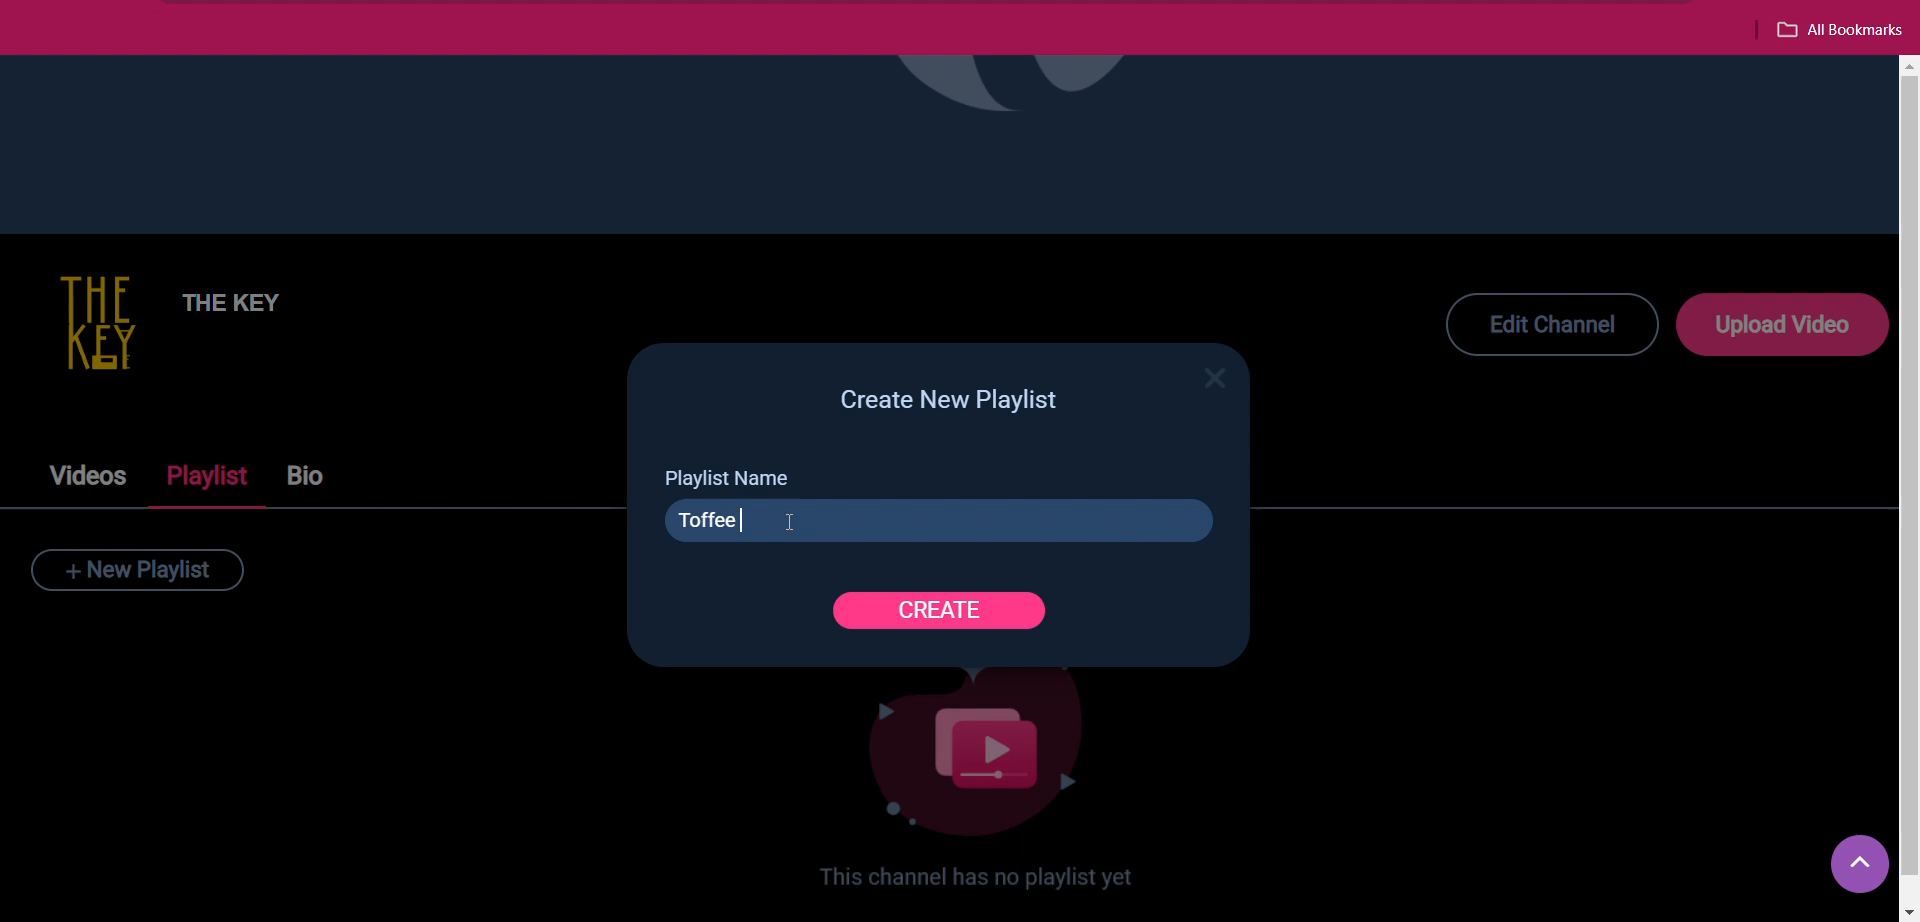 All Bookmarks
THE
KEY
THE KEY
Edit Channel
Upload Video
Create New Playlist
Videos
Playlist
Bio
Playlist Name
Toffee
+ New Playlist
CREATE
This channel has no playlist yet